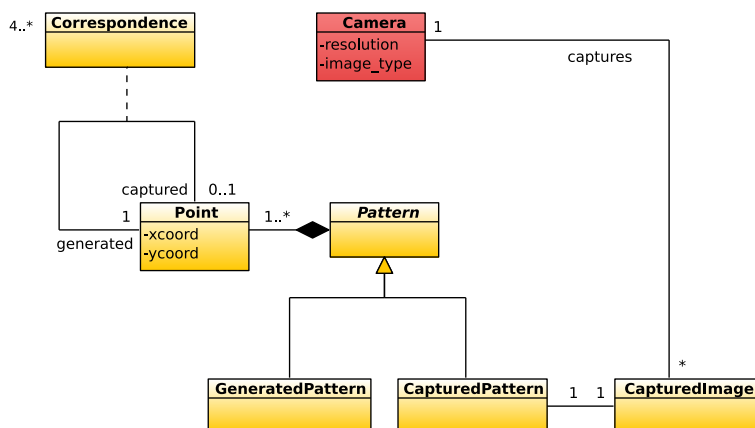 4..*
Correspondence
Camera
-resolution
-image_type
1
captures
captured
0..1
1
generated
Point
-xcoord
-ycoord
1..*
Pattern
*
GeneratedPattern
CapturedPattern
1
1
CapturedImage